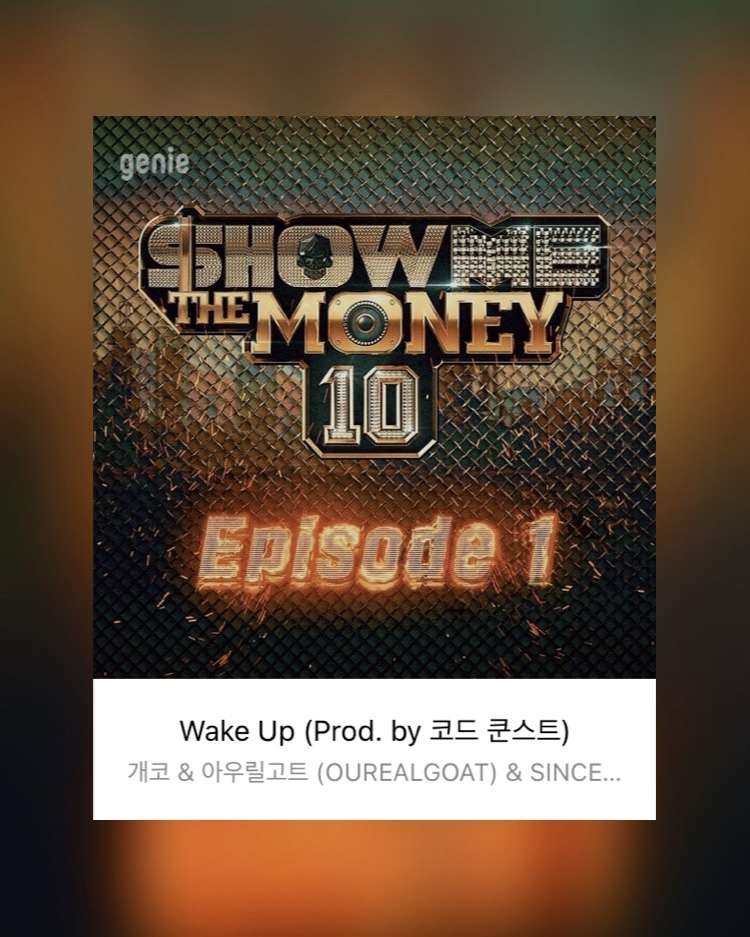 genie
$HOW ME
THE MONEY
10
Episode 1
Wake Up (Prod. by 코드 쿤스트)
개코 & 아우릴고트 (OUREALGOAT) & SINCE...